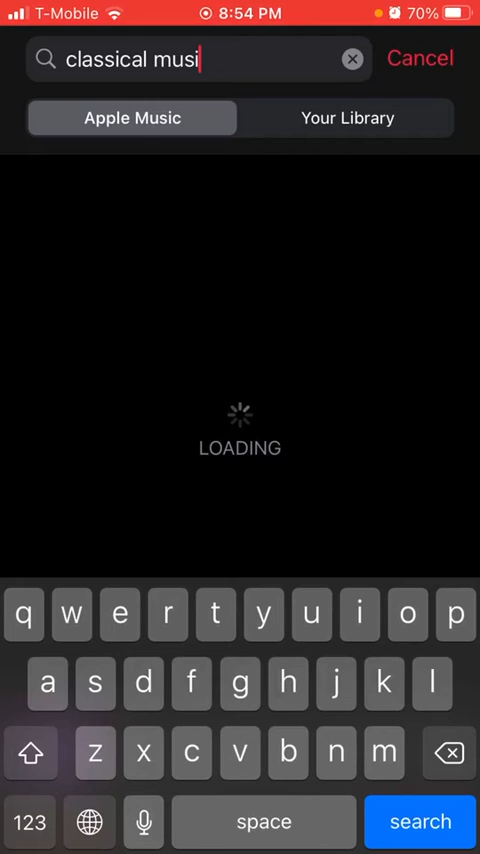 T-Mobile 8:54 PM 70%
classical musi Cancel
Apple Music Your Library
LOADING
q w e r t y u i o p
a s d f g h j k l
z x c v b n m
123 space search